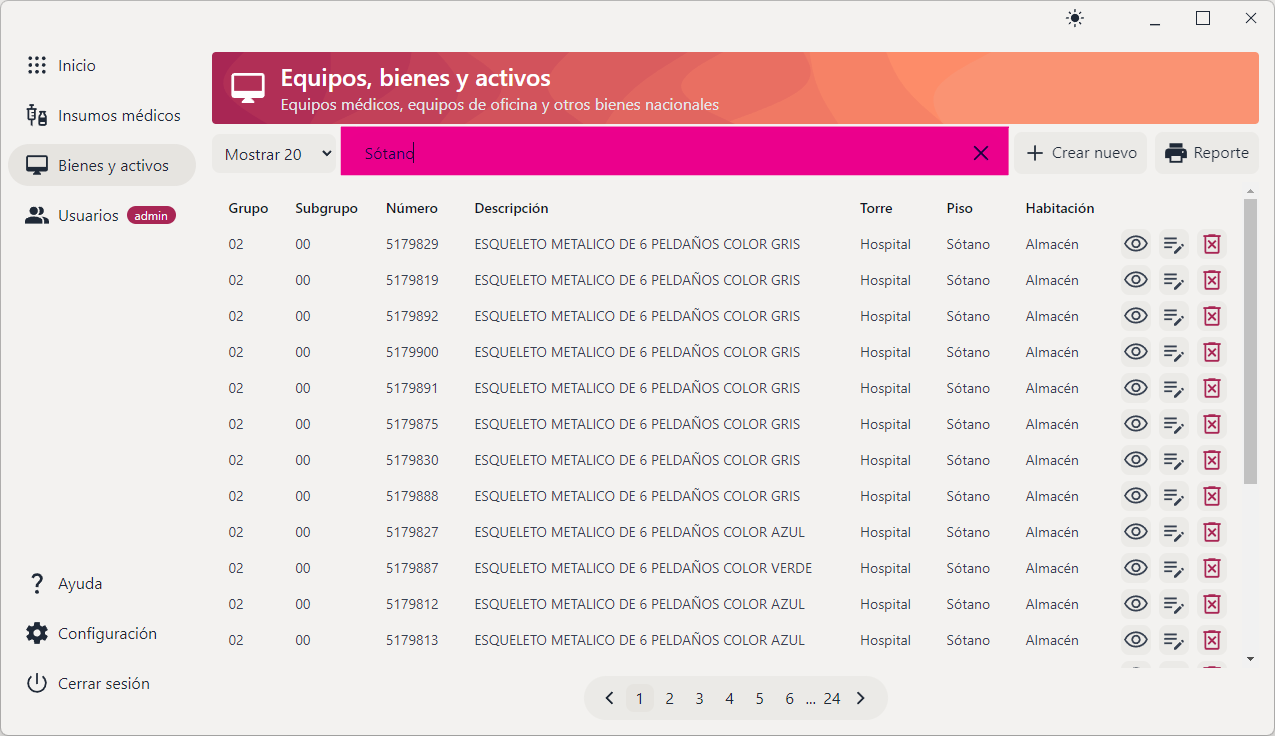 Inicio
Insumos médicos
Bienes y activos
Usuarios admin
Ayuda
Configuración
Cerrar sesión
Equipos, bienes y activos
Equipos médicos, equipos de oficina y otros bienes nacionales
Mostrar 20 Sótano Crear nuevo Reporte
Grupo Subgrupo Número Descripción Torre Piso Habitación
02 00 5179829 ESQUELETO METALICO DE 6 PELDAÑOS COLOR GRIS Hospital Sótano Almacén
02 00 5179819 ESQUELETO METALICO DE 6 PELDAÑOS COLOR GRIS Hospital Sótano Almacén
02 00 5179892 ESQUELETO METALICO DE 6 PELDAÑOS COLOR GRIS Hospital Sótano Almacén
02 00 5179900 ESQUELETO METALICO DE 6 PELDAÑOS COLOR GRIS Hospital Sótano Almacén
02 00 5179891 ESQUELETO METALICO DE 6 PELDAÑOS COLOR GRIS Hospital Sótano Almacén
02 00 5179875 ESQUELETO METALICO DE 6 PELDAÑOS COLOR GRIS Hospital Sótano Almacén
02 00 5179830 ESQUELETO METALICO DE 6 PELDAÑOS COLOR GRIS Hospital Sótano Almacén
02 00 5179888 ESQUELETO METALICO DE 6 PELDAÑOS COLOR GRIS Hospital Sótano Almacén
02 00 5179827 ESQUELETO METALICO DE 6 PELDAÑOS COLOR AZUL Hospital Sótano Almacén
02 00 5179887 ESQUELETO METALICO DE 6 PELDAÑOS COLOR VERDE Hospital Sótano Almacén
02 00 5179812 ESQUELETO METALICO DE 6 PELDAÑOS COLOR AZUL Hospital Sótano Almacén
02 00 5179813 ESQUELETO METALICO DE 6 PELDAÑOS COLOR AZUL Hospital Sótano Almacén
1 2 3 4 5 6 ... 24